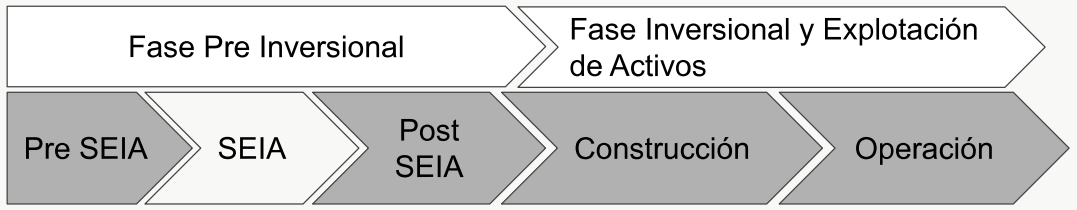 Fase Pre Inversional
Fase Inversional y Explotación
de Activos
Pre SEIA
SEIA
Post
SEIA
Construcción
Operación